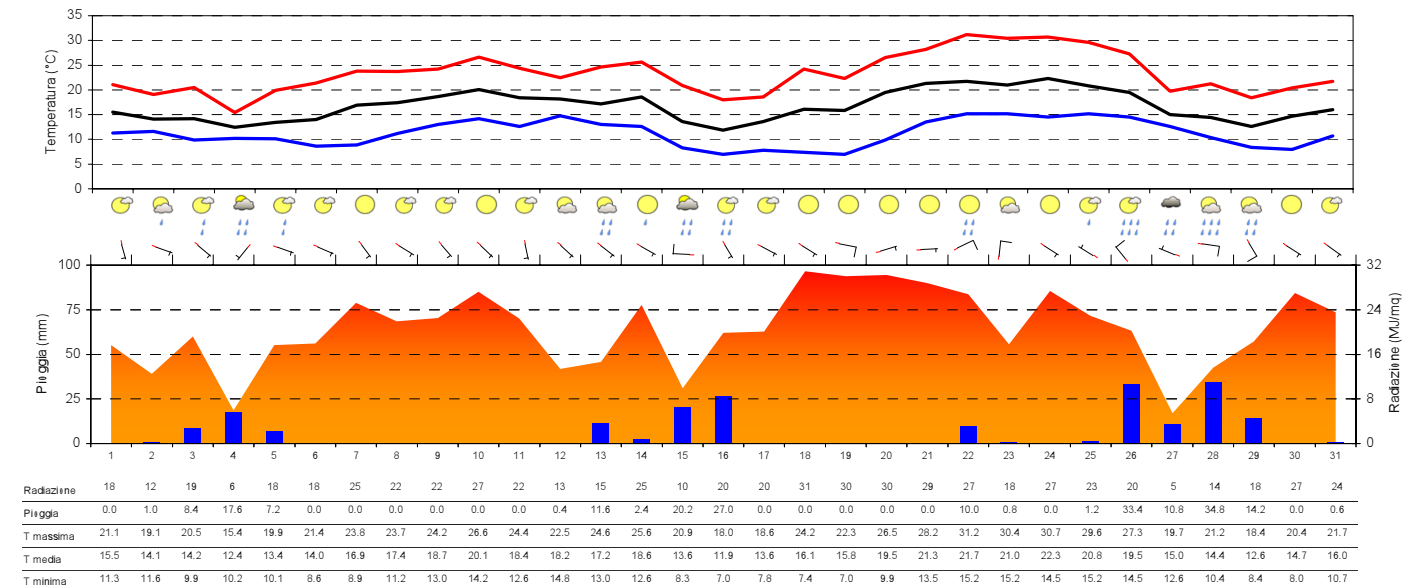 35
30
25
20
15
10
5
0
Temperatura (°C)
100
75
50
25
0
Pioggia (mm)
32
24
16
8
0
Radiazione (MJ/mq)
1 2 3 4 5 6 7 8 9 10 11 12 13 14 15 16 17 18 19 20 21 22 23 24 25 26 27 28 29 30 31
Radiazione 18 12 19 6 18 18 25 22 22 27 22 13 15 25 10 20 20 31 30 30 29 27 18 27 23 20 5 14 18 27 24
Pioggia 0.0 1.0 8.4 17.6 7.2 0.0 0.0 0.0 0.0 0.0 0.0 0.4 11.6 2.4 20.2 27.0 0.0 0.0 0.0 0.0 0.0 10.0 0.8 0.0 1.2 33.4 10.8 34.8 14.2 0.0 0.6
T massima 21.1 19.1 20.5 15.4 19.9 21.4 23.8 23.7 24.2 26.6 24.4 22.5 24.6 25.6 20.9 18.0 18.6 24.2 22.3 26.5 28.2 31.2 30.4 30.7 29.6 27.3 19.7 21.2 18.4 20.4 21.7
T media 15.5 14.1 14.2 12.4 13.4 14.0 16.9 17.4 18.7 20.1 18.4 18.2 17.2 18.6 13.6 11.9 13.6 16.1 15.8 19.5 21.3 21.7 21.0 22.3 20.8 19.5 15.0 14.4 12.6 14.7 16.0
T minima 11.3 11.6 9.9 10.2 10.1 8.6 8.9 11.2 13.0 14.2 12.6 14.8 13.0 12.6 8.3 7.0 7.8 7.4 7.0 9.9 13.5 15.2 15.2 14.5 15.2 14.5 12.6 10.4 8.4 8.0 10.7